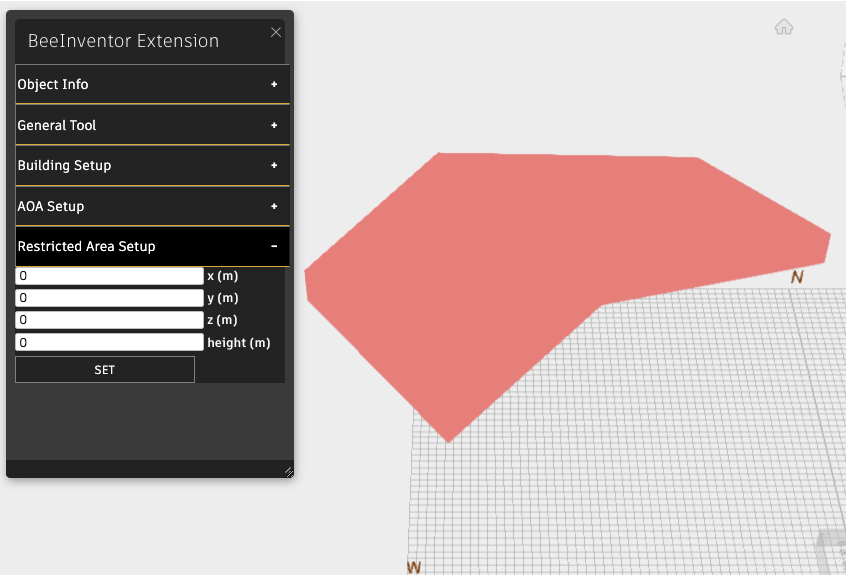 BeeInventor Extension
Object Info +
General Tool +
Building Setup +
AOA Setup +
Restricted Area Setup -
0 x (m)
0 y (m)
0 z (m)
0 height (m)
SET
N
W